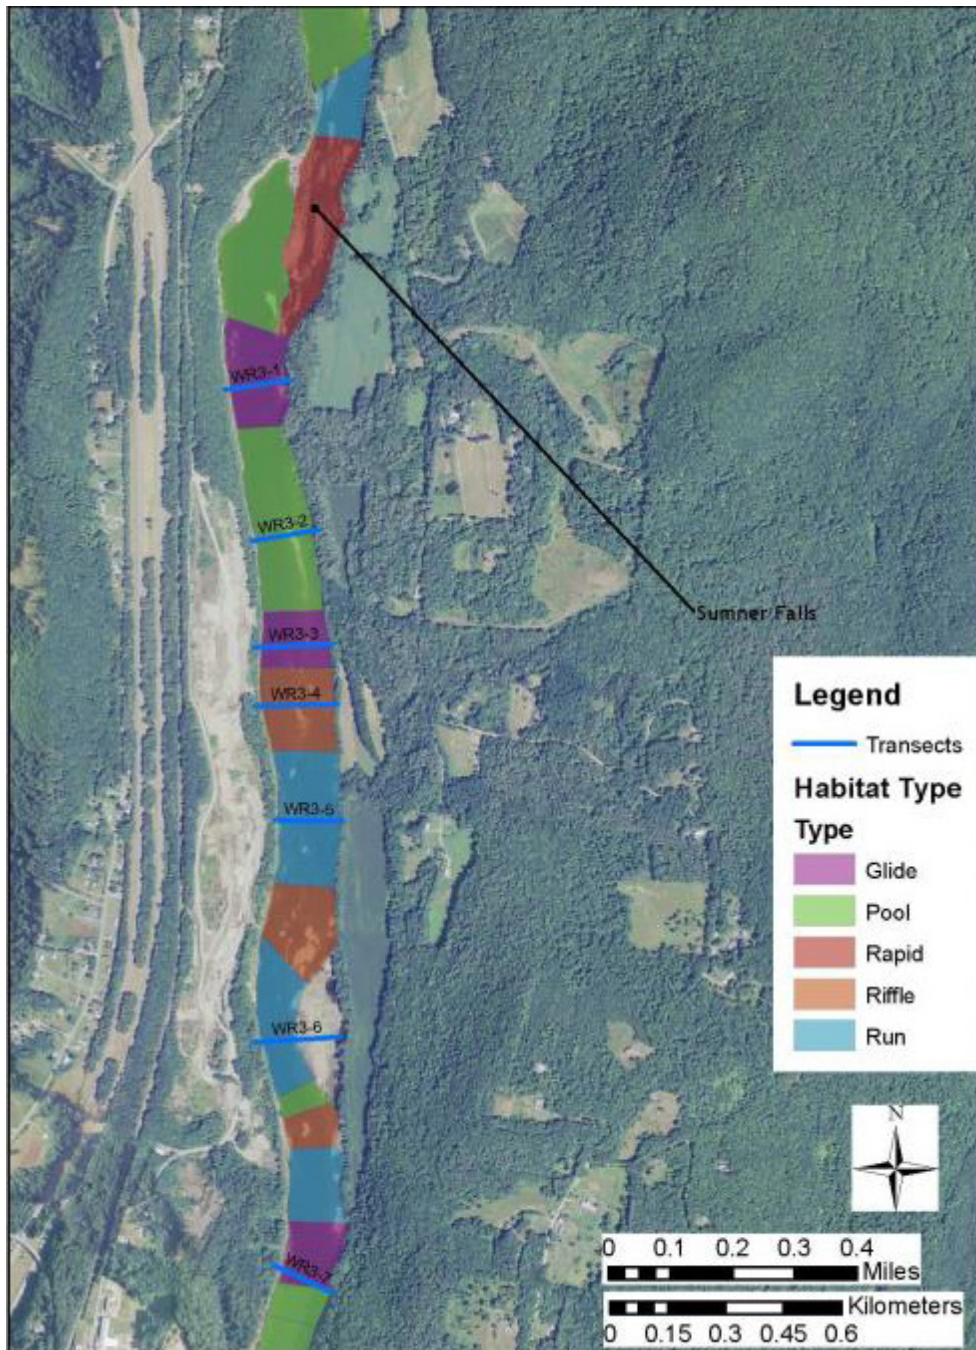 WR3-1
WR3-2
Sumner Falls
WR3-3
WR3-4
WR3-5
WR3-6
WR3-7
Legend
Transects
Habitat Type
Type
Glide
Pool
Rapid
Riffle
Run
N
0 0.1 0.2 0.3 0.4
Miles
Kilometers
0 0.15 0.3 0.45 0.6